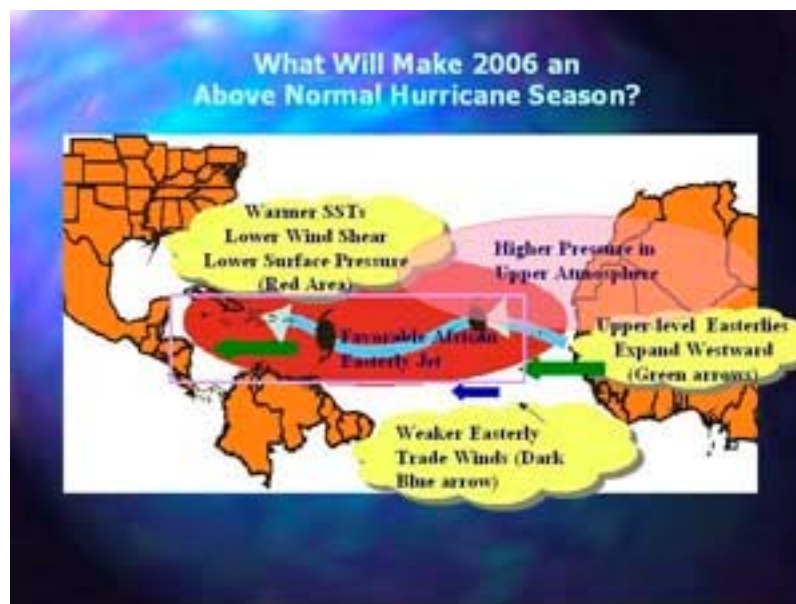 What Will Make 2006 an
Above Normal Hurricane Season?
Warmer SSTs
Lower Wind Shear
Lower Surface Pressure
(Red Area)
Higher Pressure in
Upper Atmosphere
Favorable African
Easterly Jet
Upper-level Easterlies
Expand Westward
(Green arrows)
Weaker Easterly
Trade Winds (Dark
Blue arrow)